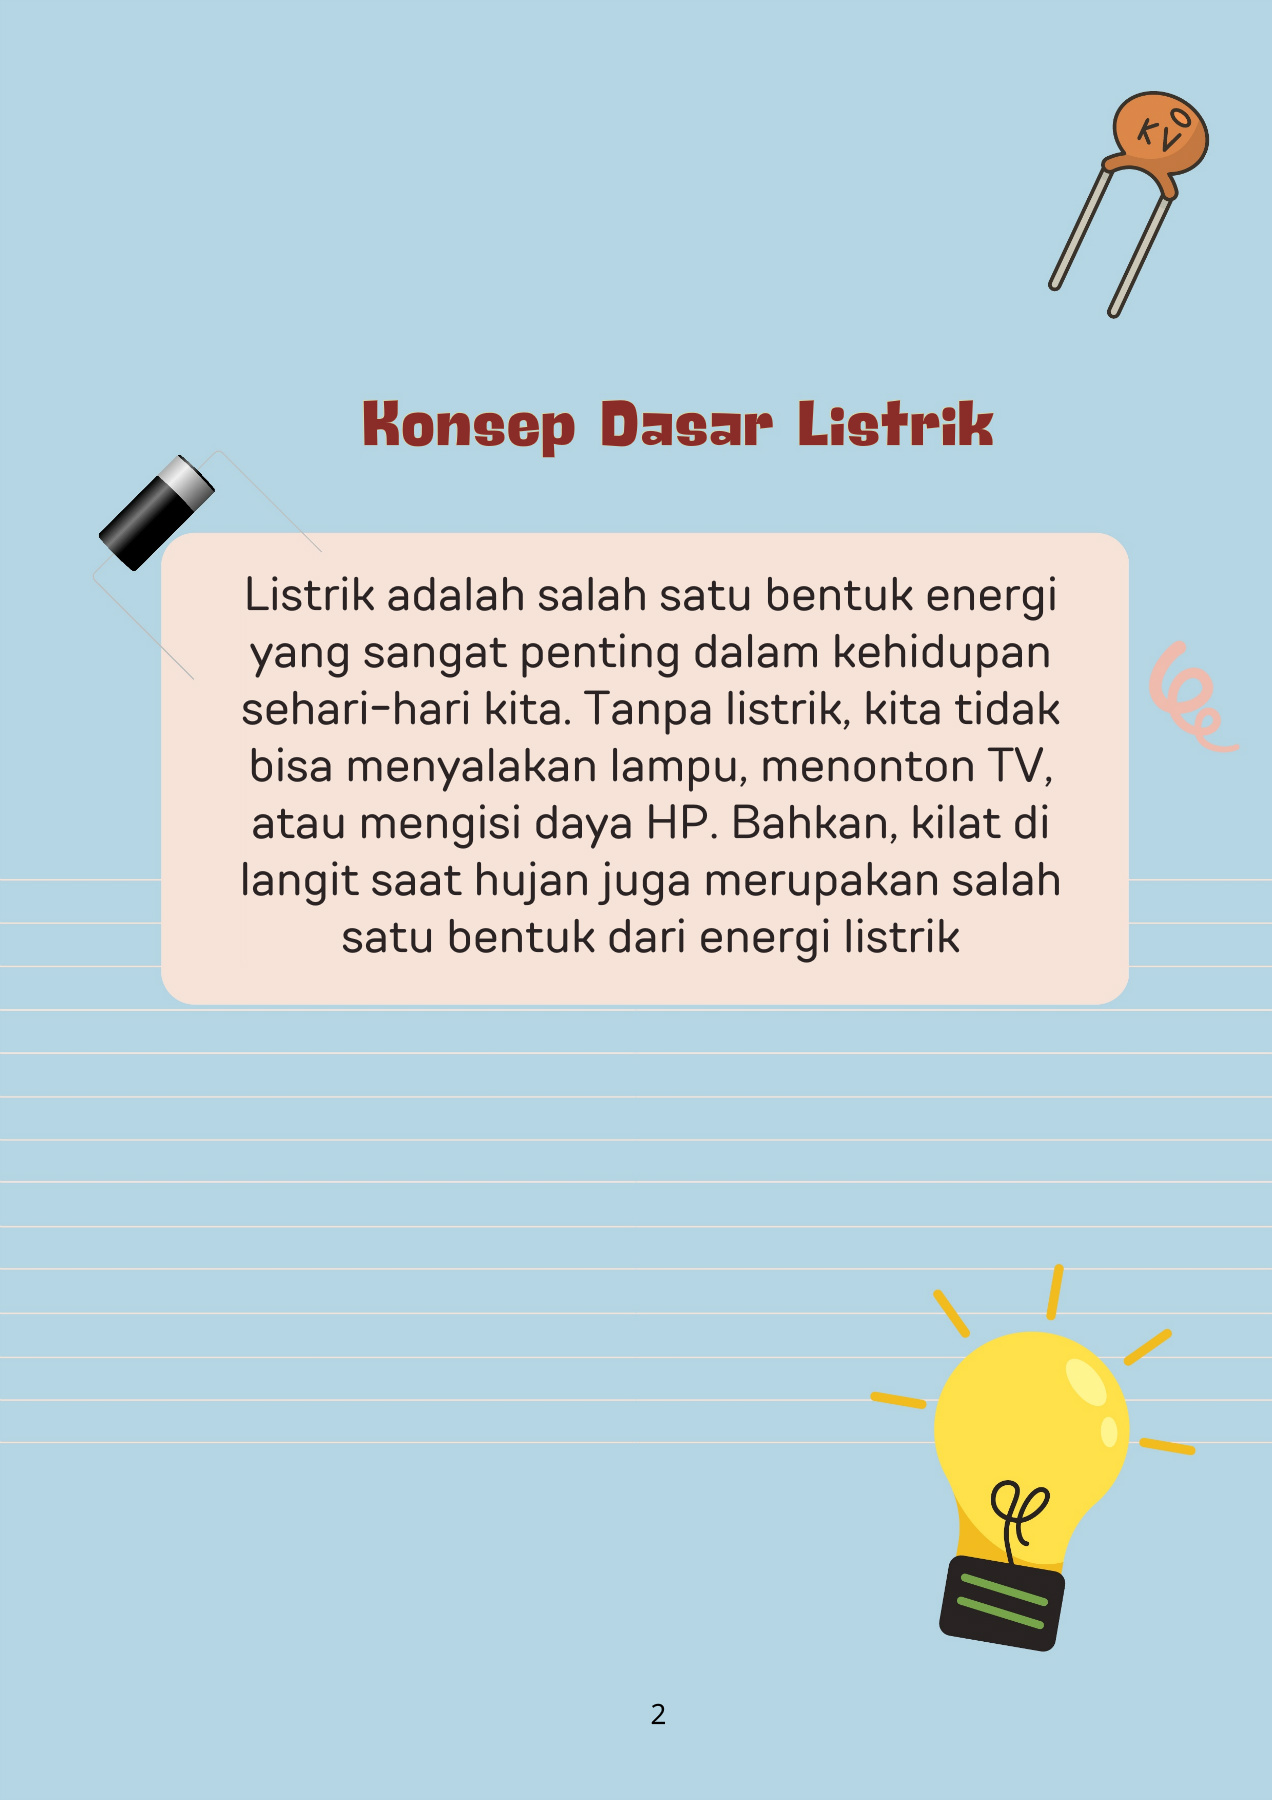 KV
Konsep Dasar Listrik
Listrik adalah salah satu bentuk energi
yang sangat penting dalam kehidupan
sehari-hari kita. Tanpa listrik, kita tidak
bisa menyalakan lampu, menonton TV,
atau mengisi daya HP. Bahkan, kilat di
langit saat hujan juga merupakan salah
satu bentuk dari energi listrik
2